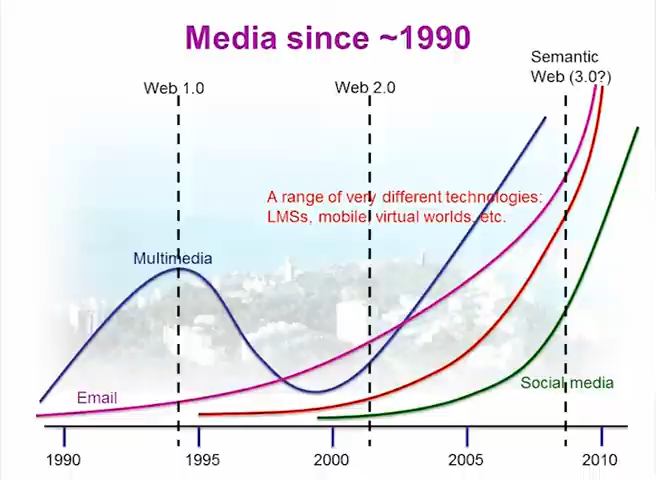 Media since ~1990
Semantic
Web (3.0?)
Web 1.0
Web 2.0
A range of very different technologies:
LMSs, mobile, virtual worlds, etc.
Multimedia
Email
Social media
1990
1995
2000
2005
2010